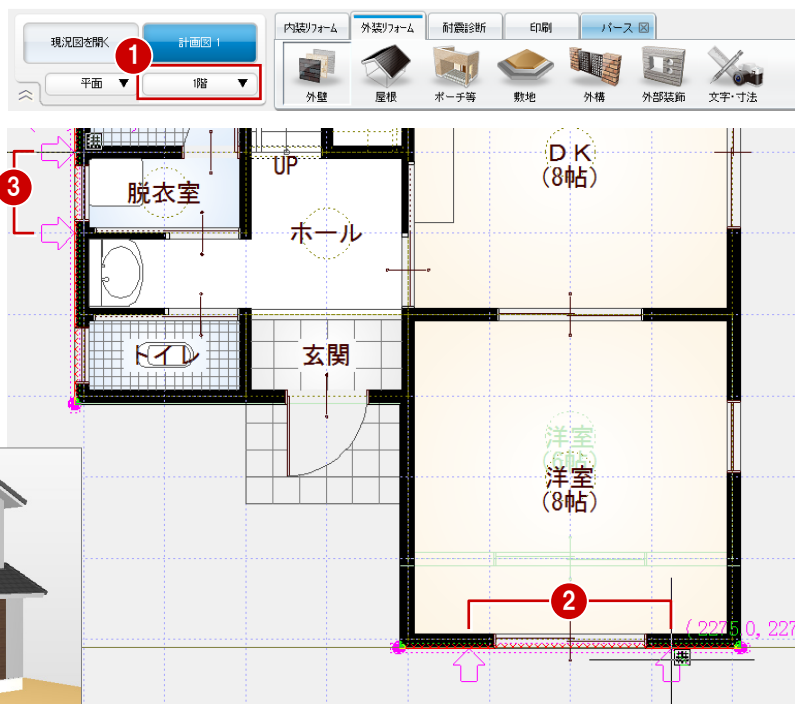 現況図を開く
計画図 1
平面 ▼
1階 ▼
1
内装リフォーム
外装リフォーム
耐震診断
印刷
パース
外壁
屋根
ポーチ等
敷地
外構
外部装飾
文字・寸法
3
脱衣室
UP
ホール
DK
(8帖)
トイレ
玄関
洋室
(6帖)
洋室
(8帖)
2
(2275.0, 227